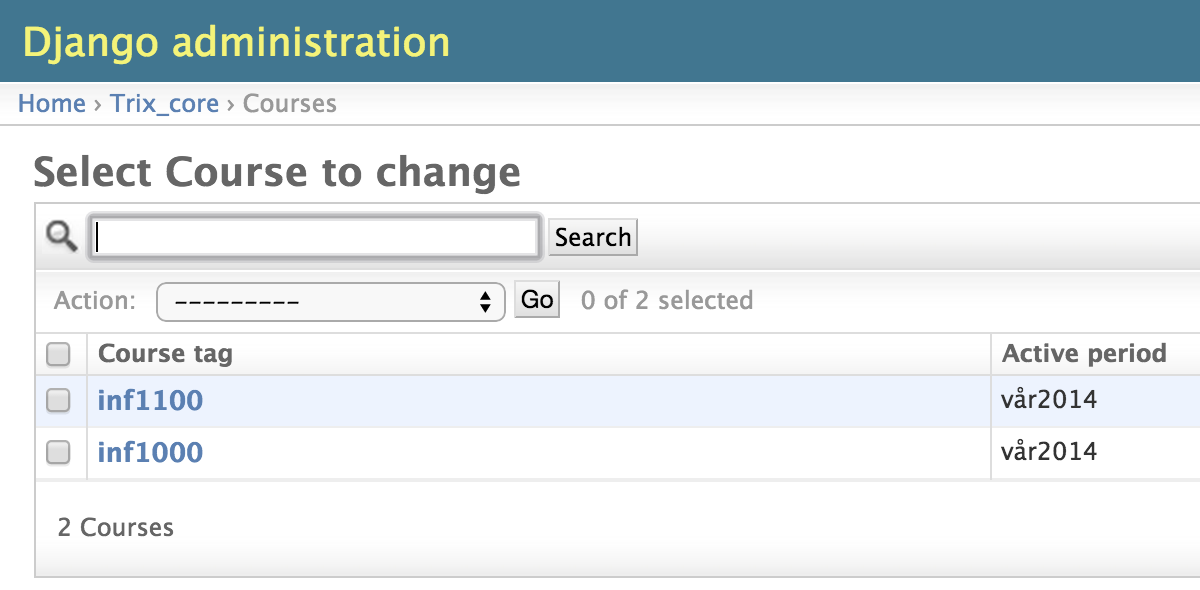 Django administration
Home › Trix_core › Courses
Select Course to change
Search
Action: --------- Go 0 of 2 selected
Course tag Active period
inf1100 vår2014
inf1000 vår2014
2 Courses